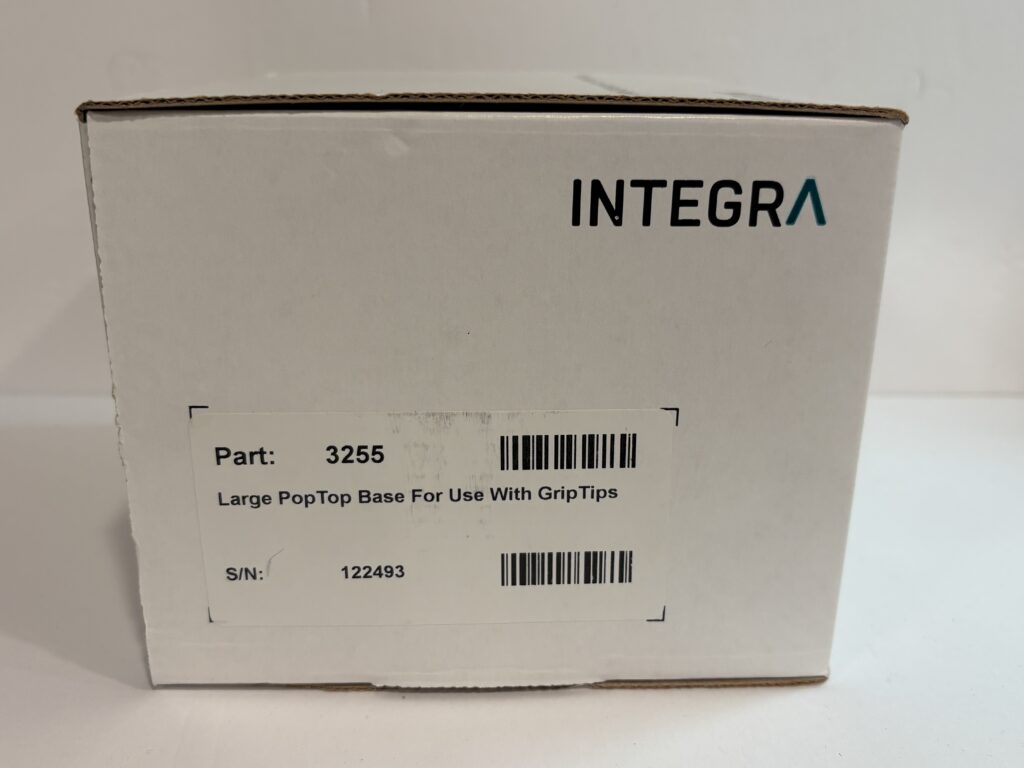 INTEGRA
Part: 3255
Large PopTop Base For Use With GripTips
S/N: 122493